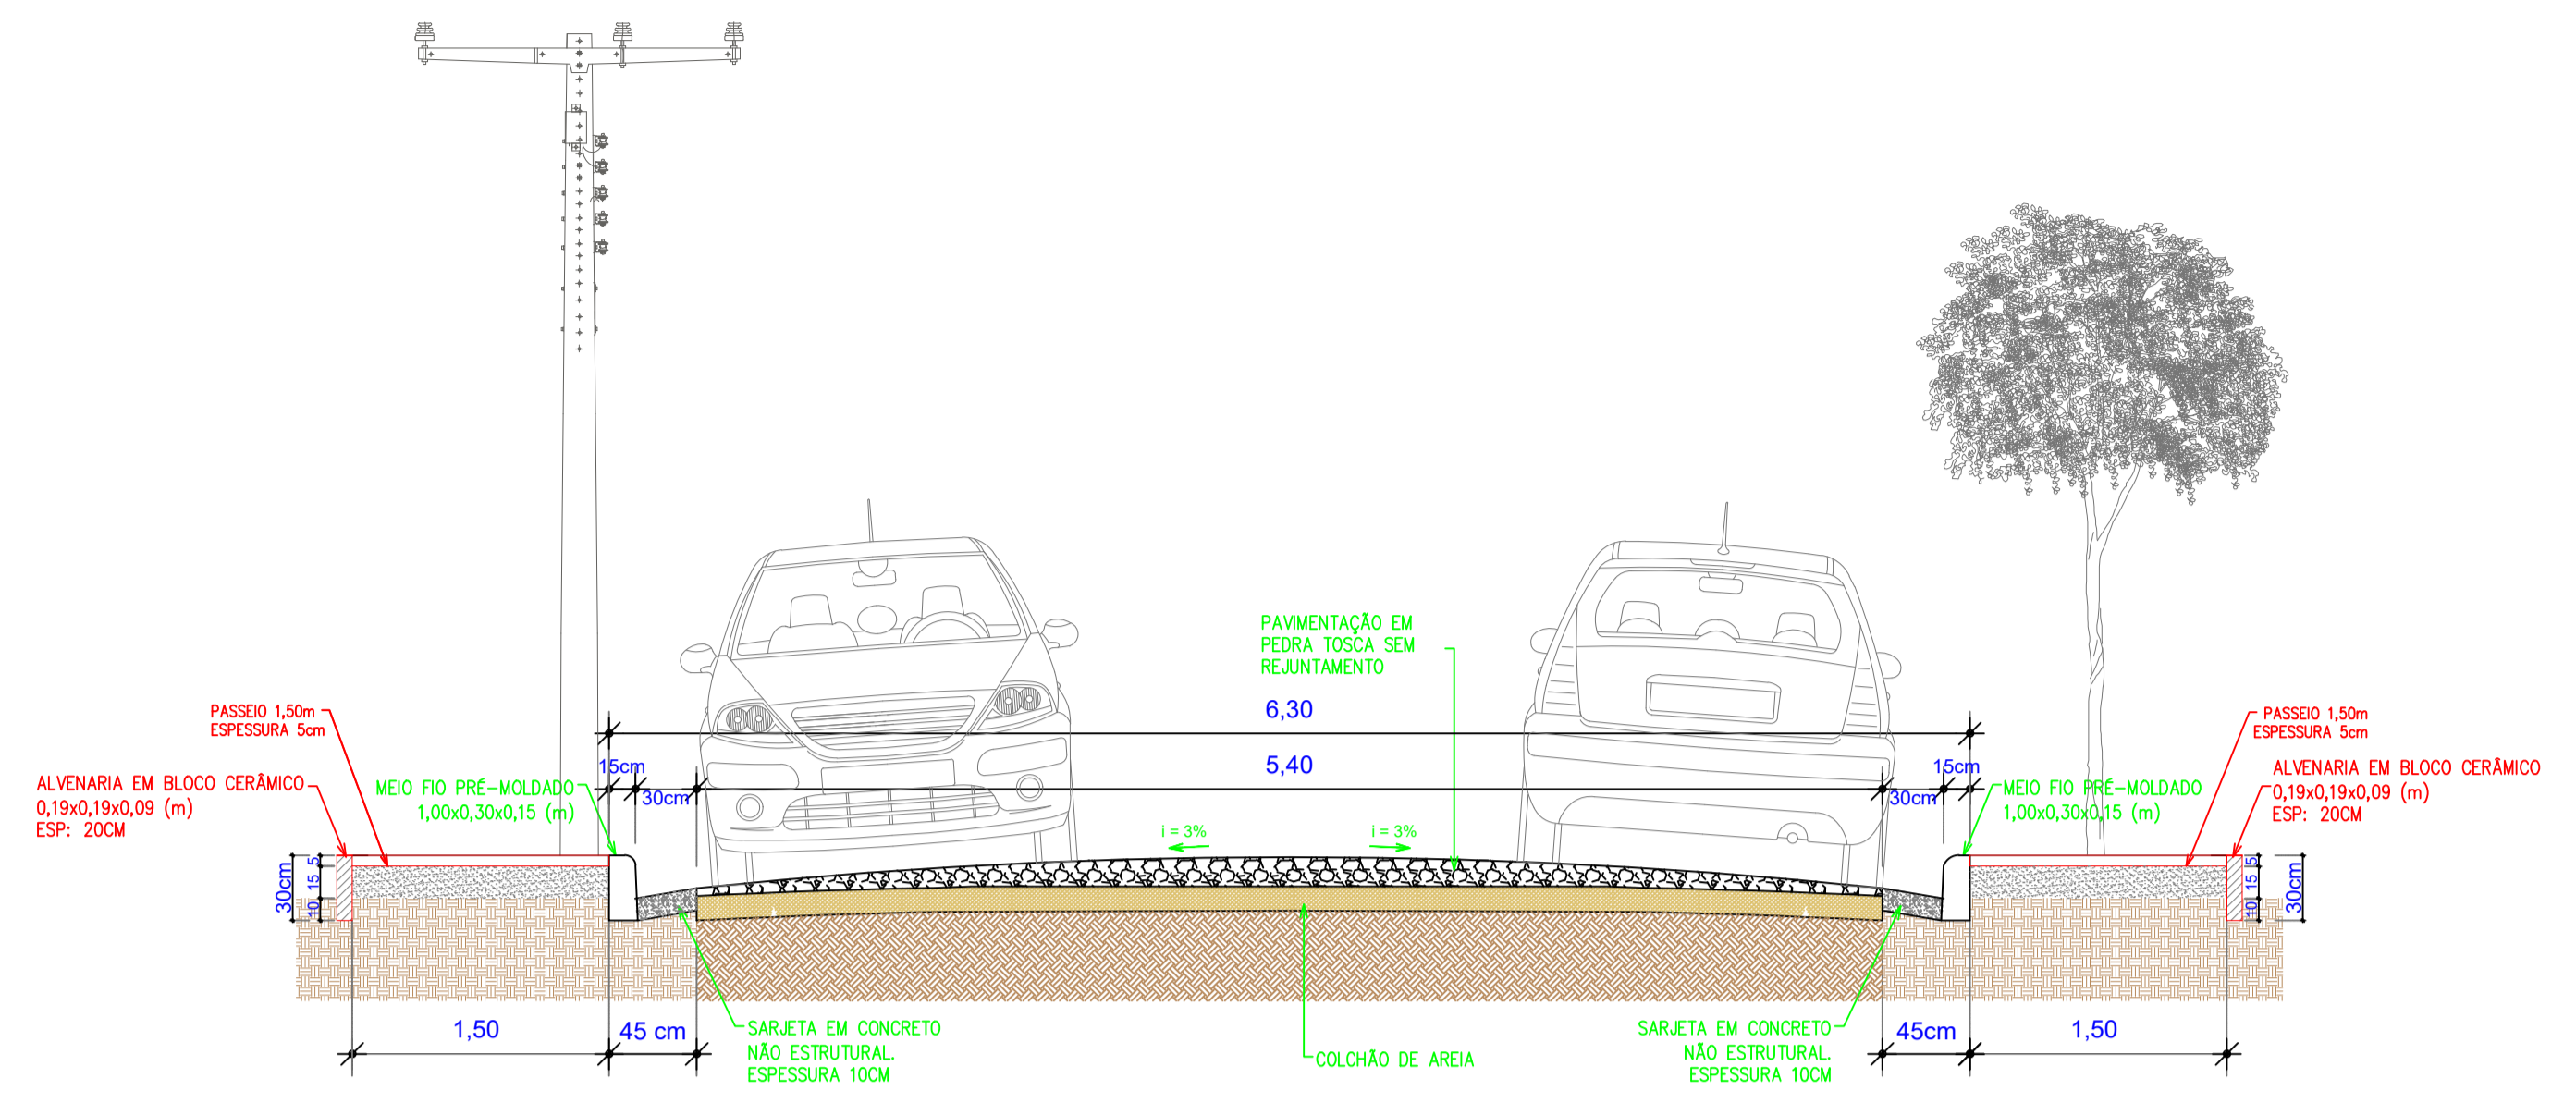 PAVIMENTAÇÃO EM
PEDRA TOSCA SEM
REJUNTAMENTO
6,30
5,40
15cm
30cm
30cm
15cm
PASSEIO 1,50m
ESPESSURA 5cm
ALVENARIA EM BLOCO CERÂMICO
0,19x0,19x0,09 (m)
ESP: 20CM
MEIO FIO PRÉ-MOLDADO
1,00x0,30x0,15 (m)
i = 3%
i = 3%
MEIO FIO PRÉ-MOLDADO
1,00x0,30x0,15 (m)
PASSEIO 1,50m
ESPESSURA 5cm
ALVENARIA EM BLOCO CERÂMICO
0,19x0,19x0,09 (m)
ESP: 20CM
30cm
5
15
10
5
15
10
30cm
1,50
45 cm
SARJETA EM CONCRETO
NÃO ESTRUTURAL.
ESPESSURA 10CM
COLCHÃO DE AREIA
SARJETA EM CONCRETO
NÃO ESTRUTURAL.
ESPESSURA 10CM
45cm
1,50